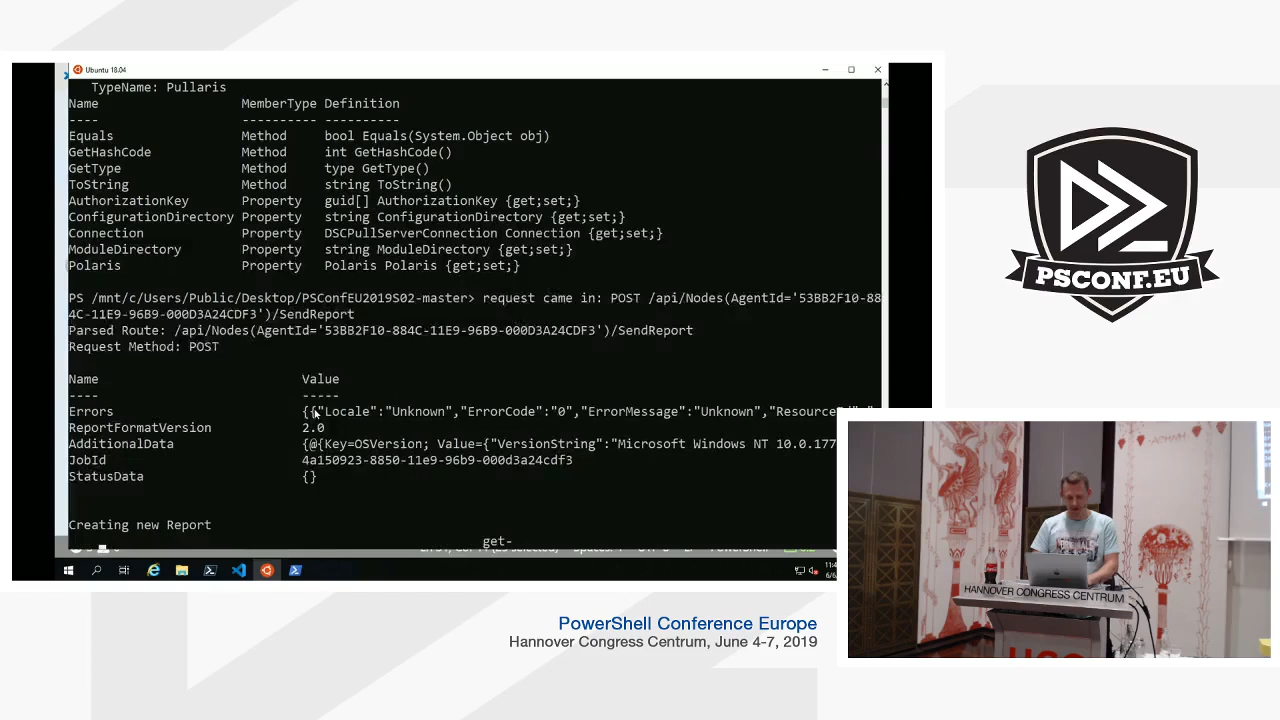 Ubuntu 18.04
TypeName: Pullaris
Name MemberType Definition
---- ---------- ----------
Equals Method bool Equals(System.Object obj)
GetHashCode Method int GetHashCode()
GetType Method type GetType()
ToString Method string ToString()
AuthorizationKey Property guid[] AuthorizationKey {get;set;}
ConfigurationDirectory Property string ConfigurationDirectory {get;set;}
Connection Property DSCPullServerConnection Connection {get;set;}
ModuleDirectory Property string ModuleDirectory {get;set;}
Polaris Property Polaris Polaris {get;set;}
PS /mnt/c/Users/Public/Desktop/PSConfEU2019S02-master> request came in: POST /api/Nodes(AgentId='53BB2F10-88
4C-11E9-96B9-000D3A24CDF3')/SendReport
Parsed Route: /api/Nodes(AgentId='53BB2F10-884C-11E9-96B9-000D3A24CDF3')/SendReport
Request Method: POST
Name Value
---- -----
Errors {{"Locale":"Unknown","ErrorCode":"0","ErrorMessage":"Unknown","Resource
ReportFormatVersion 2.0
AdditionalData {@{Key=OSVersion; Value={"VersionString":"Microsoft Windows NT 10.0.177
JobId 4a150923-8850-11e9-96b9-000d3a24cdf3
StatusData {}
Creating new Report
get-
PSCONF.EU
HANNOVER CONGRESS CENTRUM
PowerShell Conference Europe
Hannover Congress Centrum, June 4-7, 2019